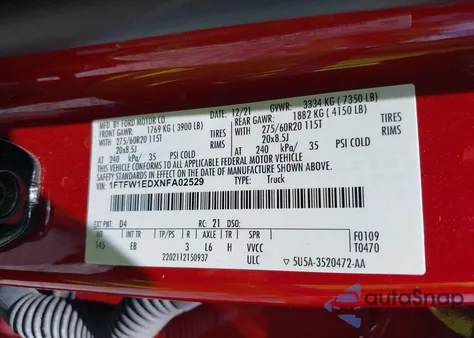 MFD. BY FORD MOTOR CO. DATE: 12/21 GVWR: 3334 KG ( 7350 LB)
FRONT GAWR: 1769 KG ( 3900 LB) REAR GAWR: 1882 KG ( 4150 LB)
275/60R20 115T TIRES 275/60R20 115T TIRES
20x8.5J RIMS 20x8.5J RIMS
AT 240 kPa/ 35 PSI COLD AT 240 kPa/ 35 PSI COLD
THIS VEHICLE CONFORMS TO ALL APPLICABLE FEDERAL MOTOR VEHICLE
SAFETY STANDARDS IN EFFECT ON THE DATE OF MANUFACTURE SHOWN ABOVE.
VIN: 1FTFW1EDXNFA02529 TYPE: Truck
EXT PNT: D4 RC: 21 DSO:
WB INT TR TP/PS R AXLE TR SPR F0109
145 EB 3 L6 H VVCC T0470
2202112150937 ULC 5U5A-3520472-AA
autoSnap